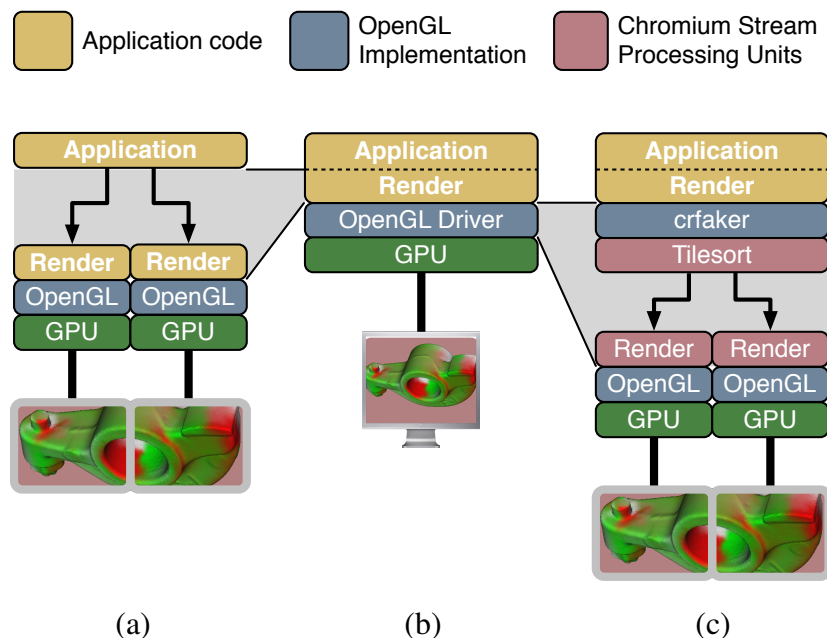 Application code
OpenGL
Implementation
Chromium Stream
Processing Units
Application
Render Render
OpenGL OpenGL
GPU GPU
Application
Render
OpenGL Driver
GPU
Application
Render
crfaker
Tilesort
Render Render
OpenGL OpenGL
GPU GPU
(a) (b) (c)